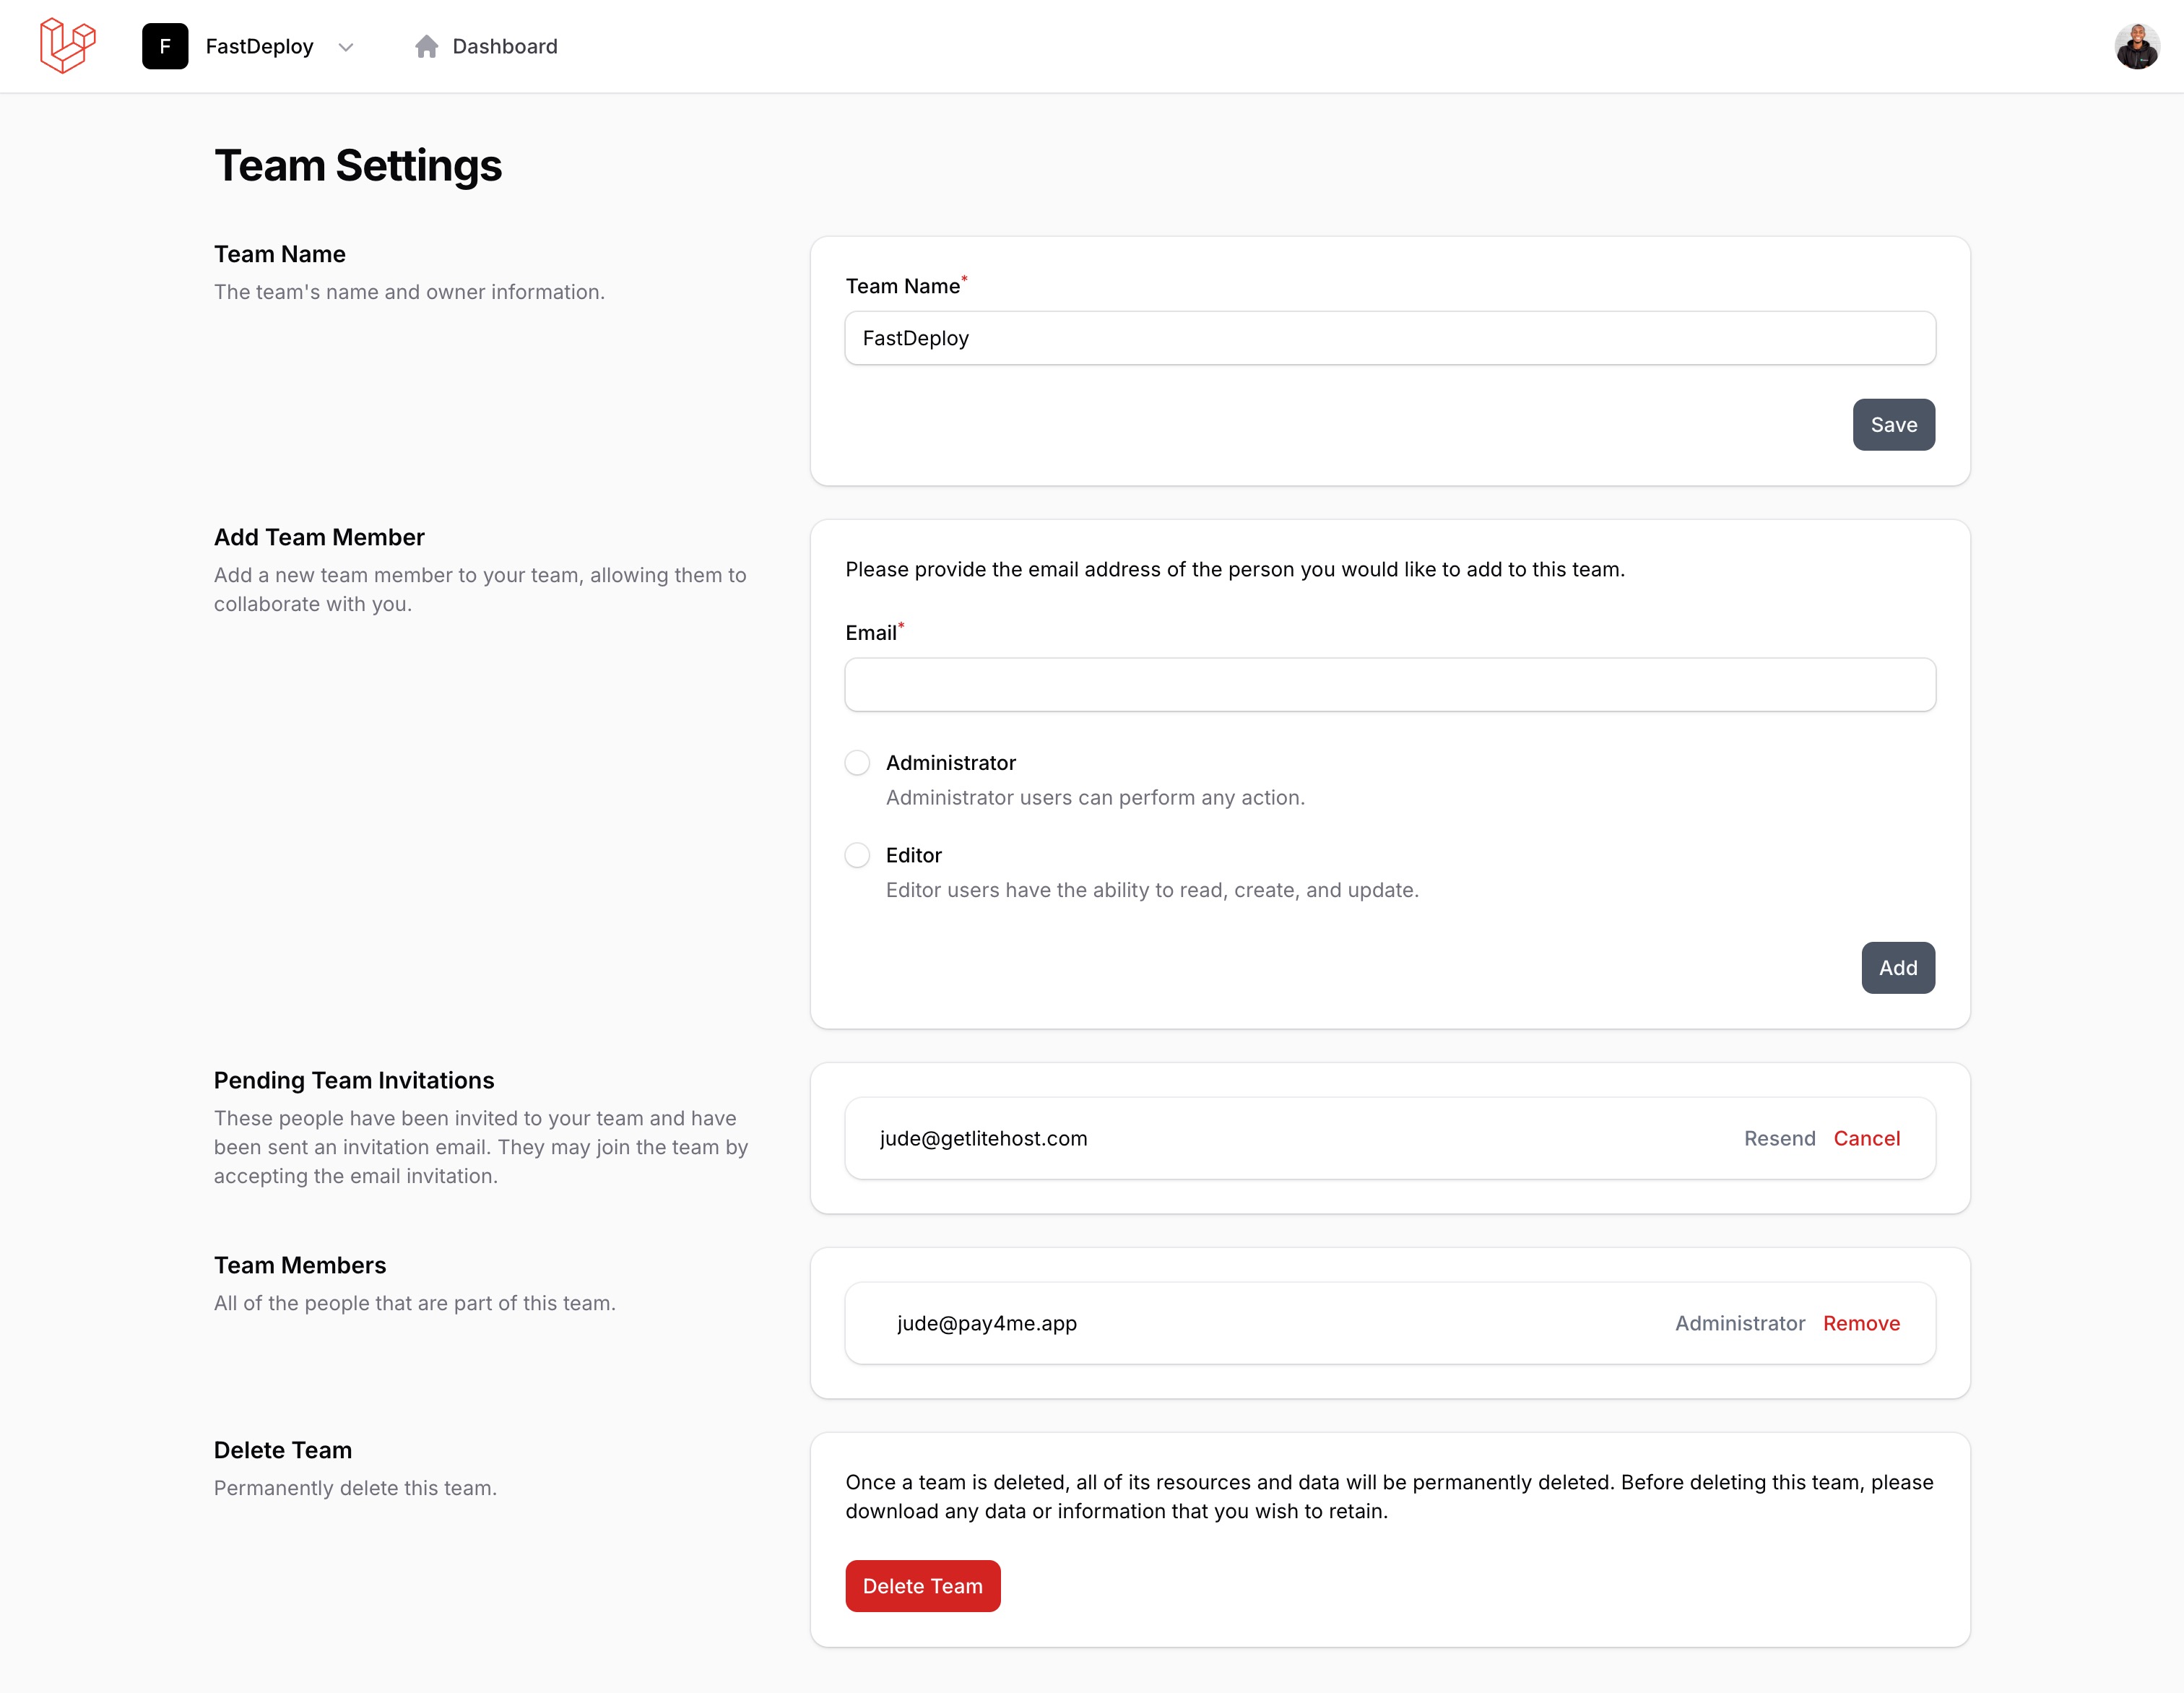 F FastDeploy Dashboard
Team Settings
Team Name
The team's name and owner information.
Team Name*
FastDeploy
Save
Add Team Member
Add a new team member to your team, allowing them to
collaborate with you.
Please provide the email address of the person you would like to add to this team.
Email*
Administrator
Administrator users can perform any action.
Editor
Editor users have the ability to read, create, and update.
Add
Pending Team Invitations
These people have been invited to your team and have
been sent an invitation email. They may join the team by
accepting the email invitation.
jude@getlitehost.com Resend Cancel
Team Members
All of the people that are part of this team.
jude@pay4me.app Administrator Remove
Delete Team
Permanently delete this team.
Once a team is deleted, all of its resources and data will be permanently deleted. Before deleting this team, please
download any data or information that you wish to retain.
Delete Team